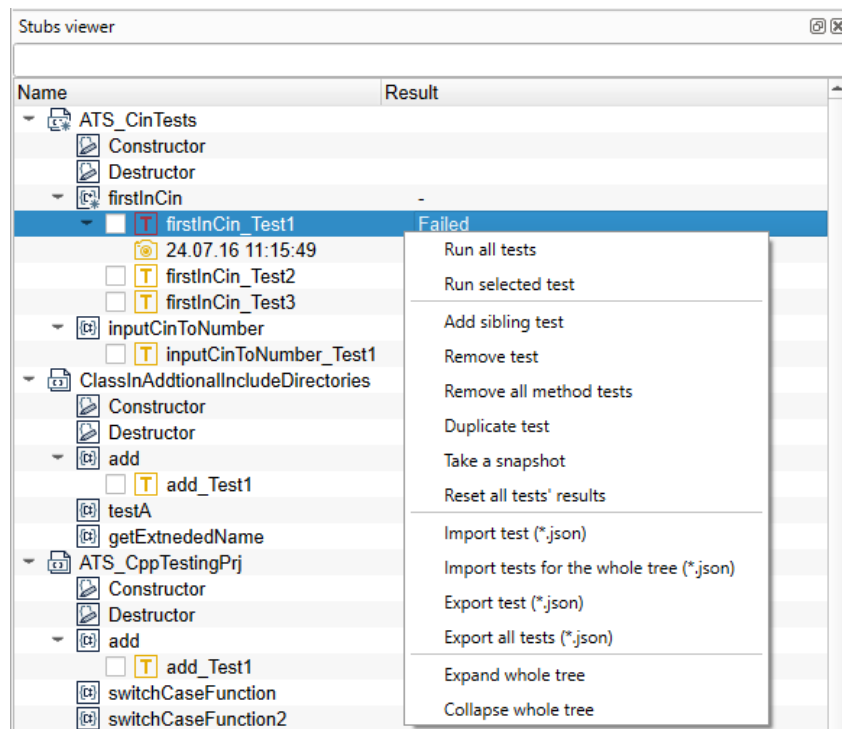 Stubs viewer
Name Result
ATS_CinTests
Constructor
Destructor
firstInCin -
firstInCin_Test1 Failed
24.07.16 11:15:49
firstInCin_Test2
firstInCin_Test3
inputCinToNumber
inputCinToNumber_Test1
ClassInAddtionalIncludeDirectories
Constructor
Destructor
add
add_Test1
testA
getExtnededName
ATS_CppTestingPrj
Constructor
Destructor
add
add_Test1
switchCaseFunction
switchCaseFunction2
Run all tests
Run selected test
Add sibling test
Remove test
Remove all method tests
Duplicate test
Take a snapshot
Reset all tests' results
Import test (*.json)
Import tests for the whole tree (*.json)
Export test (*.json)
Export all tests (*.json)
Expand whole tree
Collapse whole tree